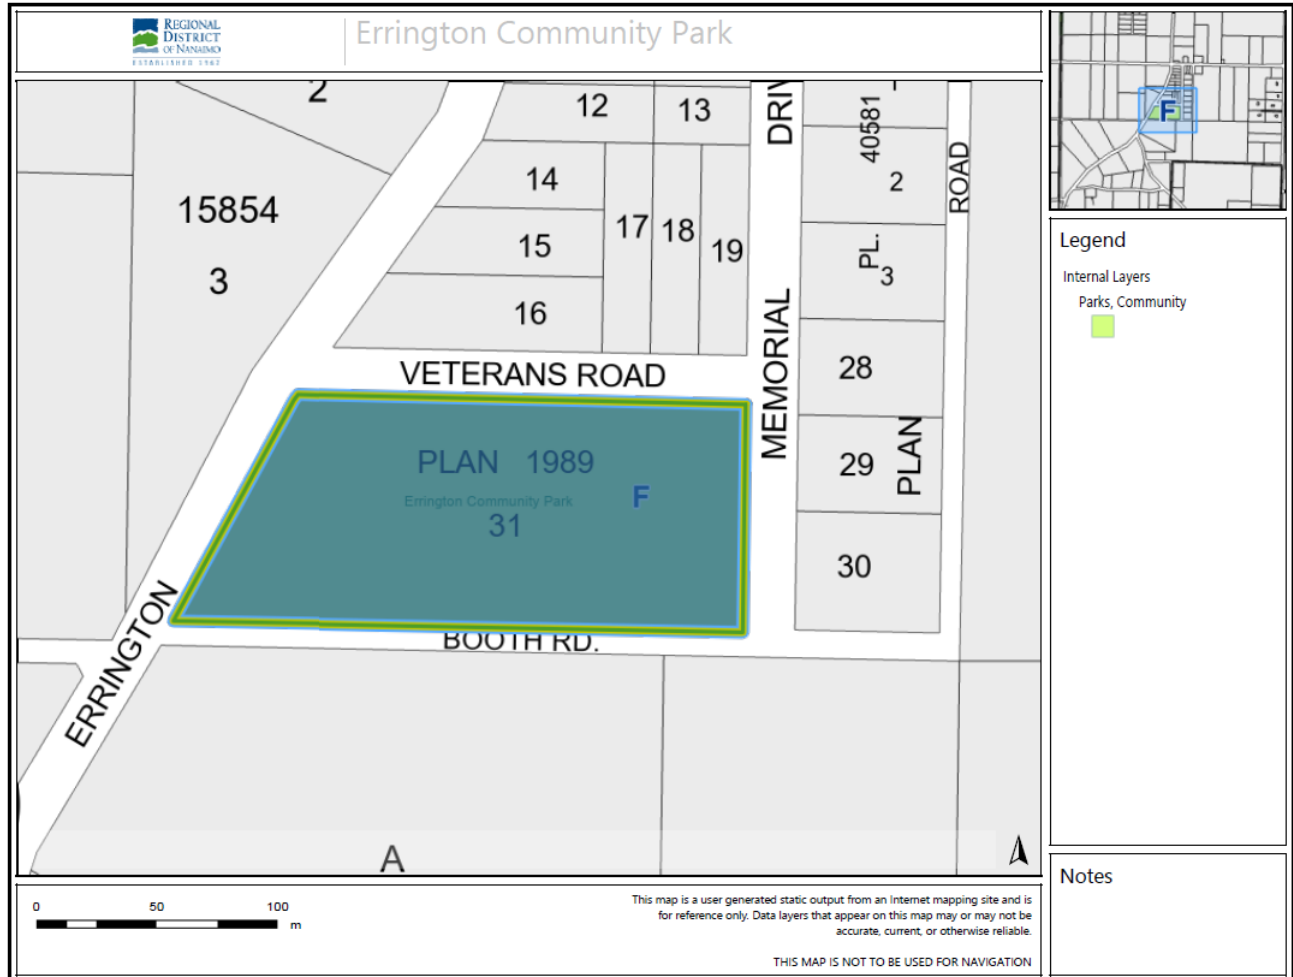 REGIONAL
DISTRICT
OF NANAIMO
ESTABLISHED 1967
Errington Community Park
2
12
13
DRIV
40581
ROAD
14
2
15854
15
17
18
19
PL.
3
3
16
MEMORIAL
VETERANS ROAD
28
PLAN 1989
F
Errington Community Park
31
29
PLAN
30
BOOTH RD.
ERRINGTON
A
F
Legend
Internal Layers
Parks, Community
Notes
0 50 100
m
This map is a user generated static output from an Internet mapping site and is
for reference only. Data layers that appear on this map may or may not be
accurate, current, or otherwise reliable.
THIS MAP IS NOT TO BE USED FOR NAVIGATION